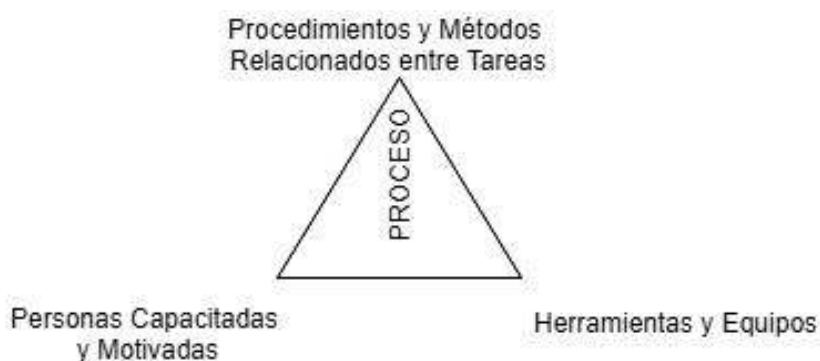 Procedimientos y Métodos
Relacionados entre Tareas
PROCESO
Personas Capacitadas
y Motivadas
Herramientas y Equipos